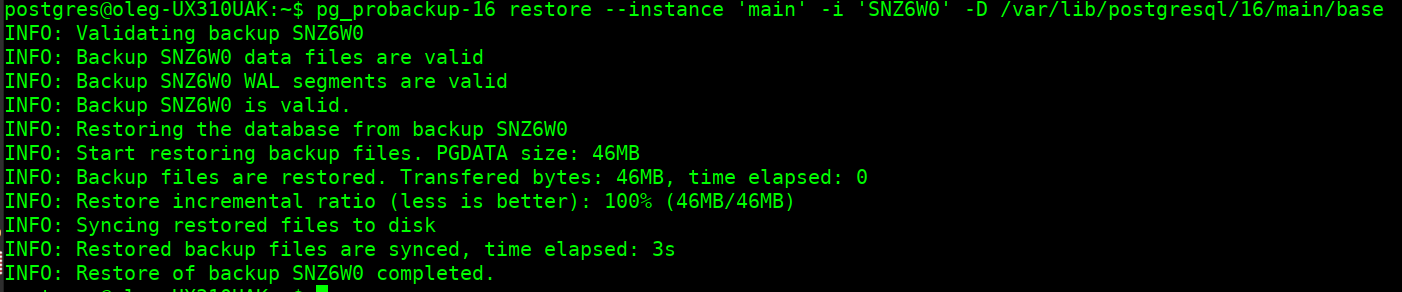 postgres@oleg-UX310UAK:~$ pg_probackup-16 restore --instance 'main' -i 'SNZ6W0' -D /var/lib/postgresql/16/main/base
INFO: Validating backup SNZ6W0
INFO: Backup SNZ6W0 data files are valid
INFO: Backup SNZ6W0 WAL segments are valid
INFO: Backup SNZ6W0 is valid.
INFO: Restoring the database from backup SNZ6W0
INFO: Start restoring backup files. PGDATA size: 46MB
INFO: Backup files are restored. Transfered bytes: 46MB, time elapsed: 0
INFO: Restore incremental ratio (less is better): 100% (46MB/46MB)
INFO: Syncing restored files to disk
INFO: Restored backup files are synced, time elapsed: 3s
INFO: Restore of backup SNZ6W0 completed.
postgres@oleg-UX310UAK:~$